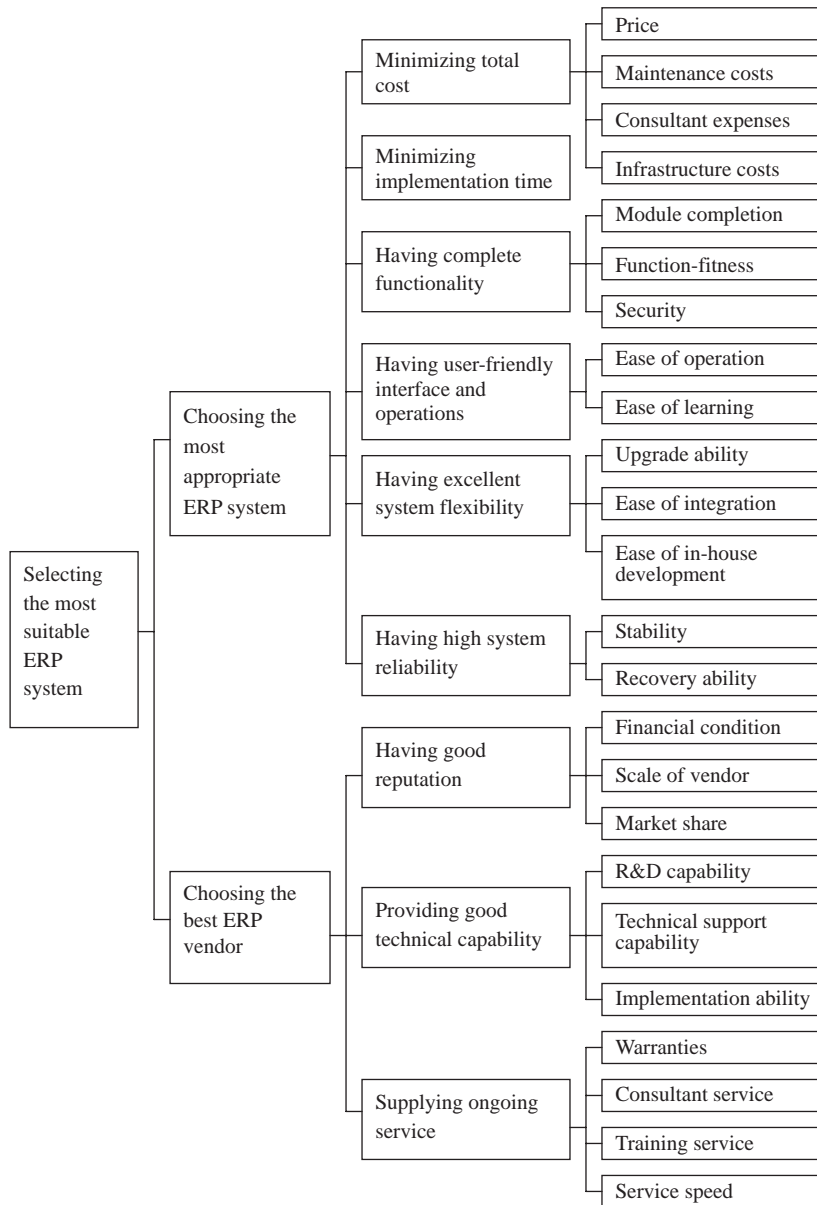 Selecting
the most
suitable
ERP
system
Choosing the
most
appropriate
ERP system
Minimizing total
cost
Price
Maintenance costs
Consultant expenses
Infrastructure costs
Minimizing
implementation time
Having complete
functionality
Module completion
Function-fitness
Security
Having user-friendly
interface and
operations
Ease of operation
Ease of learning
Having excellent
system flexibility
Upgrade ability
Ease of integration
Ease of in-house
development
Having high system
reliability
Stability
Recovery ability
Choosing the
best ERP
vendor
Having good
reputation
Financial condition
Scale of vendor
Market share
Providing good
technical capability
R&D capability
Technical support
capability
Implementation ability
Supplying ongoing
service
Warranties
Consultant service
Training service
Service speed